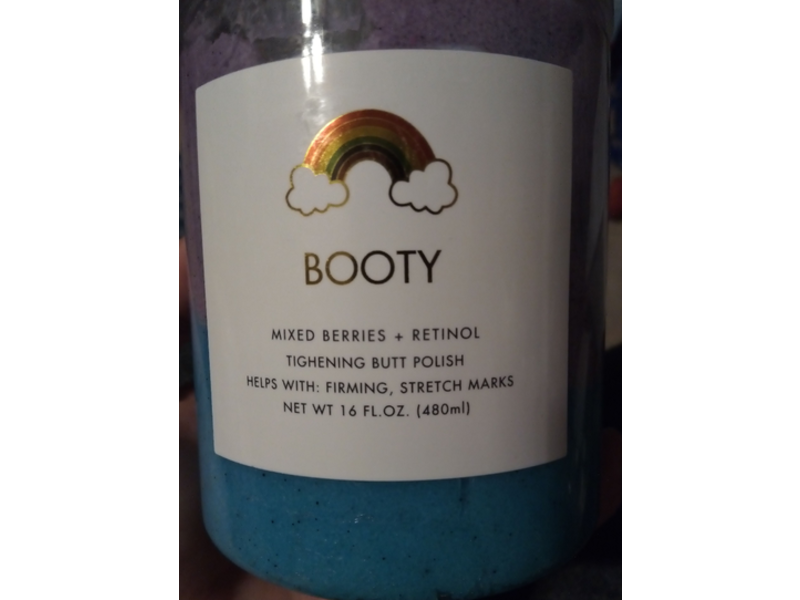 BOOTY
MIXED BERRIES + RETINOL
TIGHENING BUTT POLISH
HELPS WITH: FIRMING, STRETCH MARKS
NET WT 16 FL.OZ. (480ml)